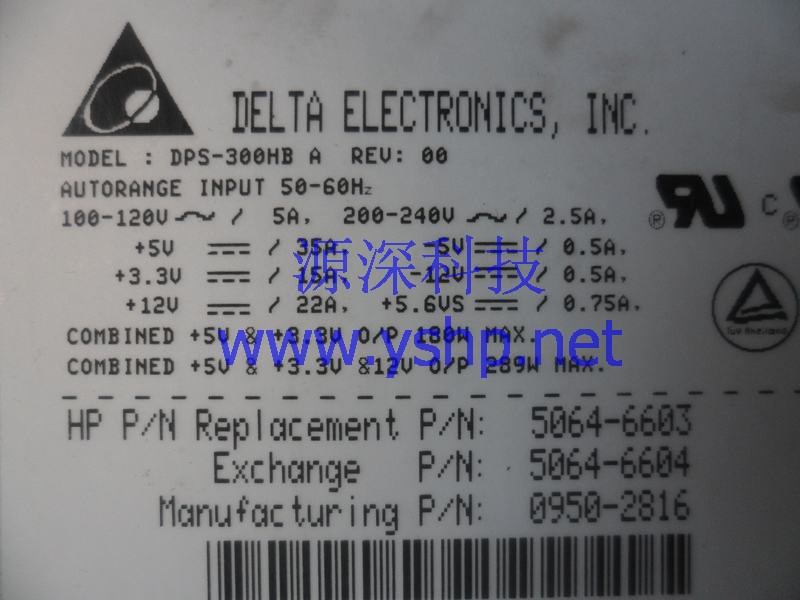 DELTA ELECTRONICS, INC.
MODEL : DPS-300HB A REV: 00
AUTORANGE INPUT 50-60Hz
100-120V ~ / 5A, 200-240V ~ / 2.5A,
+5V ⎓ / 35A, -5V ⎓ / 0.5A,
+3.3V ⎓ / 15A, -12V ⎓ / 0.5A,
+12V ⎓ / 22A, +5.6VS ⎓ / 0.75A,
COMBINED +5V & +3.3V O/P 180W MAX.
COMBINED +5V & +3.3V &12V O/P 289W MAX.
HP P/N Replacement P/N: 5064-6603
Exchange P/N: 5064-6604
Manufacturing P/N: 0950-2816
源深科技
www.yshp.net
®
C
®
TUV Rheinland